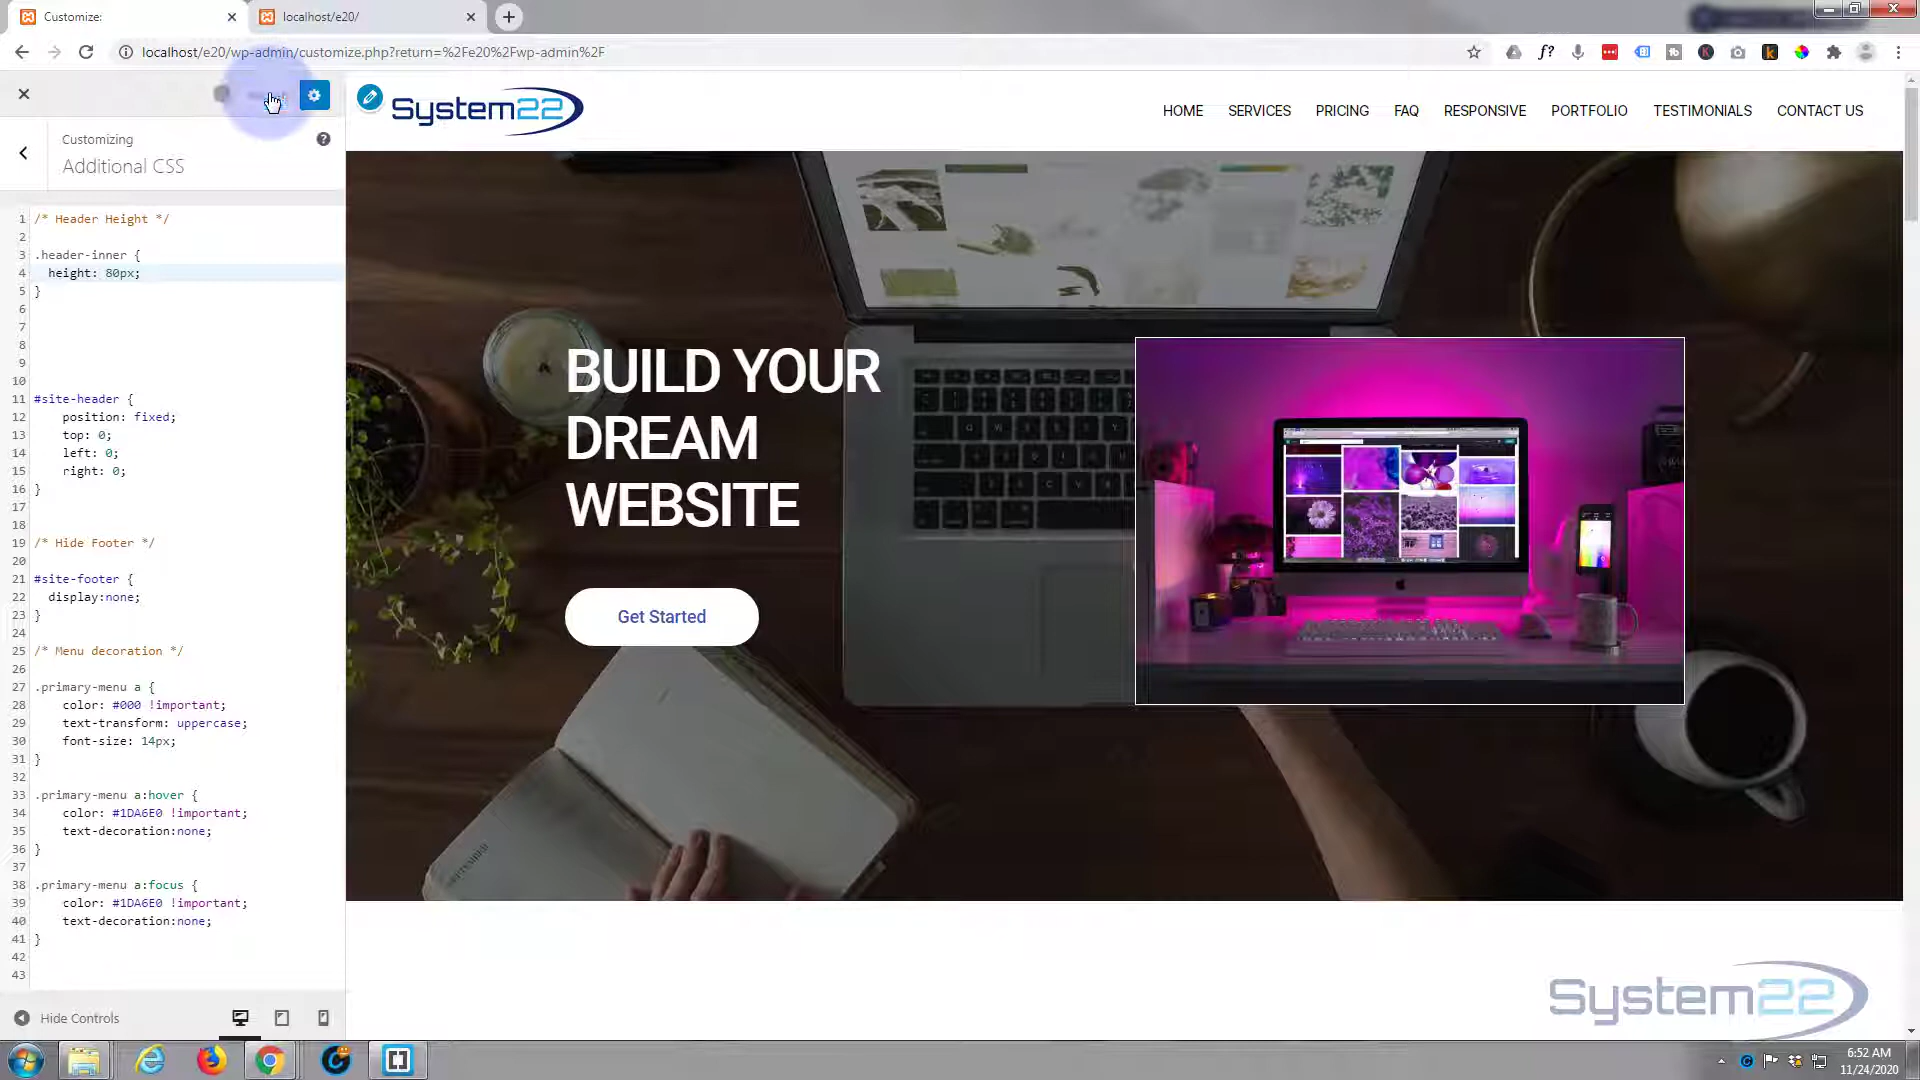 Customize:
localhost/e20/
localhost/e20/wp-admin/customize.php?return=%2Fe20%2Fwp-admin%2F
Customizing
Additional CSS
System22
HOME SERVICES PRICING FAQ RESPONSIVE PORTFOLIO TESTIMONIALS CONTACT US
1 /* Header Height */
2
3 .header-inner {
4 height: 80px;
5 }
6
7
8
9
10
11 #site-header {
12 position: fixed;
13 top: 0;
14 left: 0;
15 right: 0;
16 }
17
18
19 /* Hide Footer */
20
21 #site-footer {
22 display:none;
23 }
24
25 /* Menu decoration */
26
27 .primary-menu a {
28 color: #000 !important;
29 text-transform: uppercase;
30 font-size: 14px;
31 }
32
33 .primary-menu a:hover {
34 color: #1DA6E0 !important;
35 text-decoration:none;
36 }
37
38 .primary-menu a:focus {
39 color: #1DA6E0 !important;
40 text-decoration:none;
41 }
42
43
BUILD YOUR
DREAM
WEBSITE
Get Started
Hide Controls
System22
6:52 AM
11/24/2020